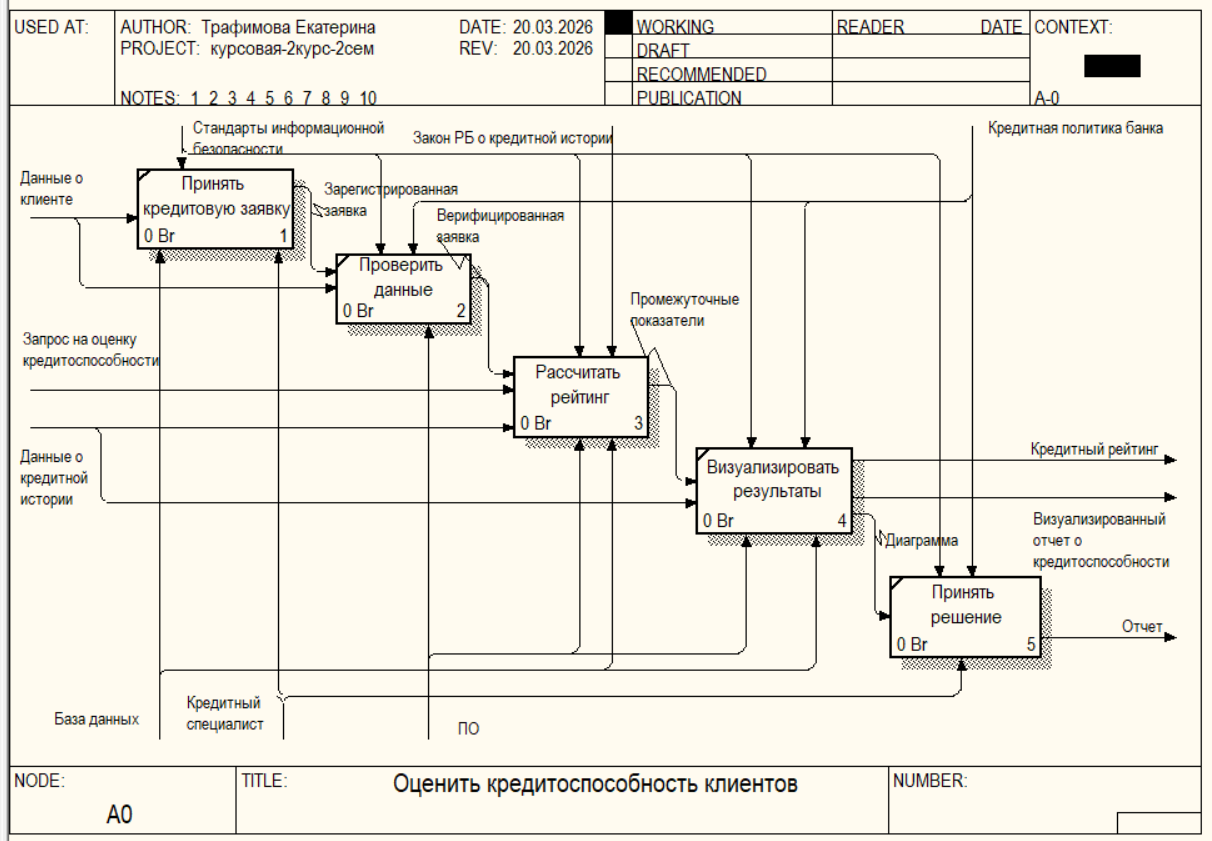 USED AT:
AUTHOR: Трафимова Екатерина
DATE: 20.03.2026
PROJECT: курсовая-2курс-2сем
REV: 20.03.2026
NOTES: 1 2 3 4 5 6 7 8 9 10
WORKING
DRAFT
RECOMMENDED
PUBLICATION
READER
DATE
CONTEXT:
A-0
Стандарты информационной
безопасности
Закон РБ о кредитной истории
Кредитная политика банка
Данные о
клиенте
Принять
кредитовую заявку
0 Br
1
Зарегистрированная
заявка
Верифицированная
заявка
Проверить
данные
0 Br
2
Запрос на оценку
кредитоспособности
Промежуточные
показатели
Рассчитать
рейтинг
0 Br
3
Данные о
кредитной
истории
Визуализировать
результаты
0 Br
4
Кредитный рейтинг
Визуализированный
отчет о
кредитоспособности
Диаграмма
Принять
решение
0 Br
5
Отчет
База данных
Кредитный
специалист
ПО
NODE:
A0
TITLE:
Оценить кредитоспособность клиентов
NUMBER: